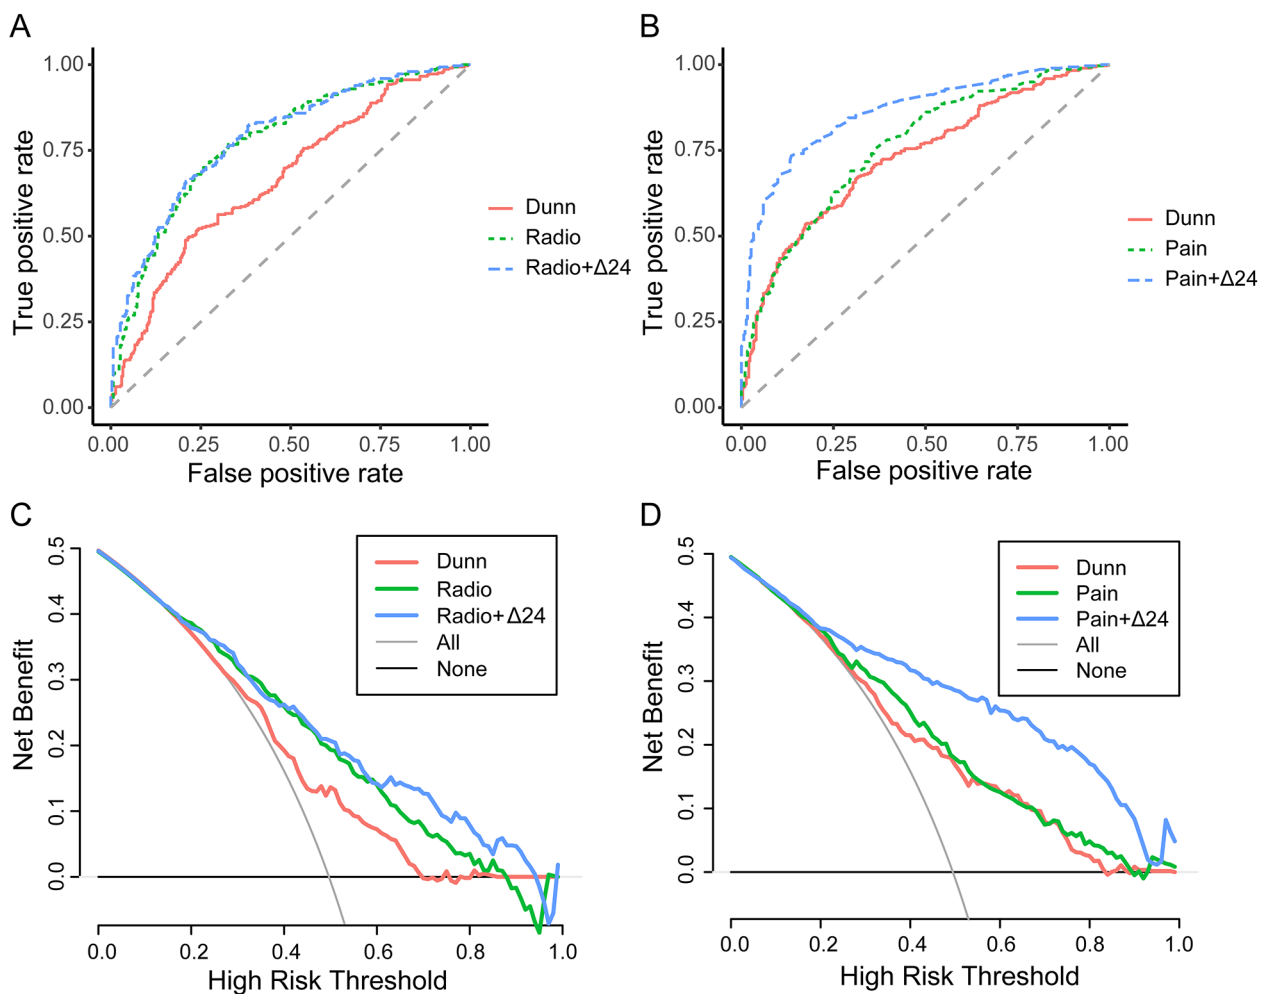 A
1.00
0.75
0.50
0.25
0.00
True positive rate
0.00 0.25 0.50 0.75 1.00
False positive rate
Dunn
Radio
Radio+Δ24
B
1.00
0.75
0.50
0.25
0.00
True positive rate
0.00 0.25 0.50 0.75 1.00
False positive rate
Dunn
Pain
Pain+Δ24
C
0.5
0.4
0.3
0.2
0.1
0.0
Net Benefit
Dunn
Radio
Radio+Δ24
All
None
0.0 0.2 0.4 0.6 0.8 1.0
High Risk Threshold
D
0.5
0.4
0.3
0.2
0.1
0.0
Net Benefit
Dunn
Pain
Pain+Δ24
All
None
0.0 0.2 0.4 0.6 0.8 1.0
High Risk Threshold